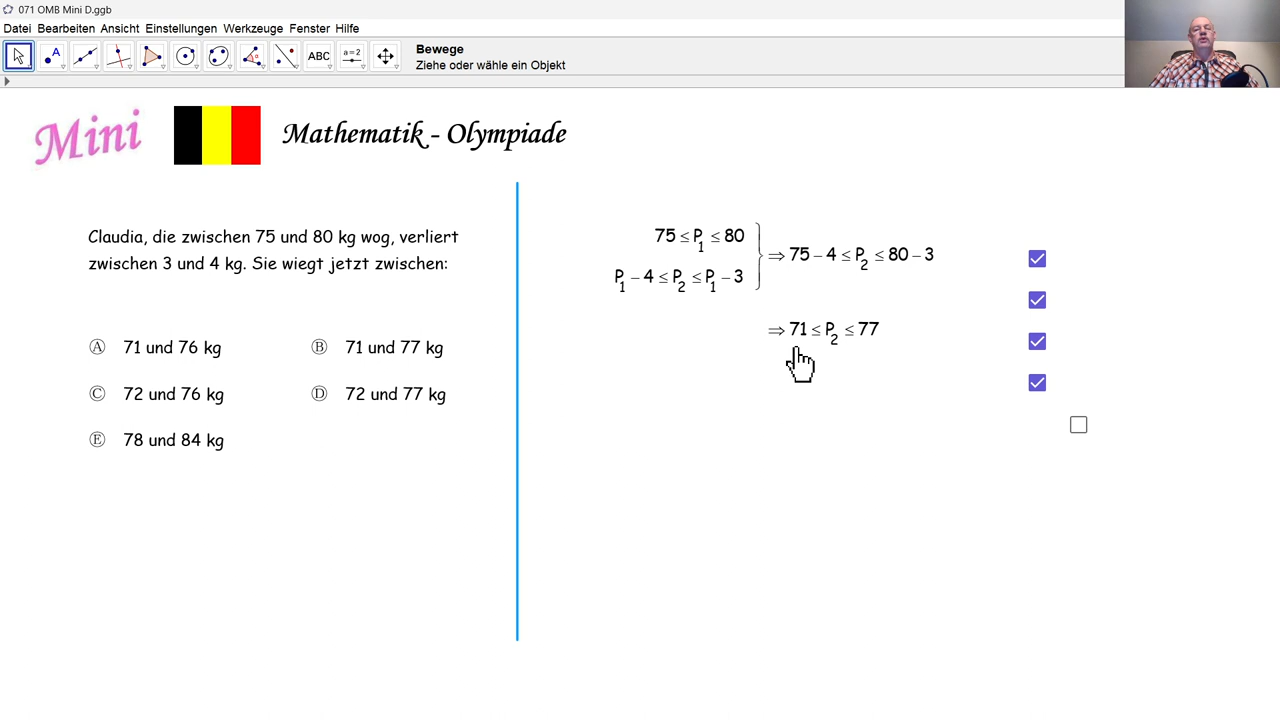 071 OMB Mini D.ggb
Datei Bearbeiten Ansicht Einstellungen Werkzeuge Fenster Hilfe
A ABC a=2
Bewege
Ziehe oder wähle ein Objekt
Mini Mathematik - Olympiade
Claudia, die zwischen 75 und 80 kg wog, verliert
zwischen 3 und 4 kg. Sie wiegt jetzt zwischen:
Ⓐ 71 und 76 kg Ⓑ 71 und 77 kg
Ⓒ 72 und 76 kg Ⓓ 72 und 77 kg
Ⓔ 78 und 84 kg
75 ≤ P₁ ≤ 80
P₁ − 4 ≤ P₂ ≤ P₁ − 3
⇒ 75 − 4 ≤ P₂ ≤ 80 − 3
⇒ 71 ≤ P₂ ≤ 77